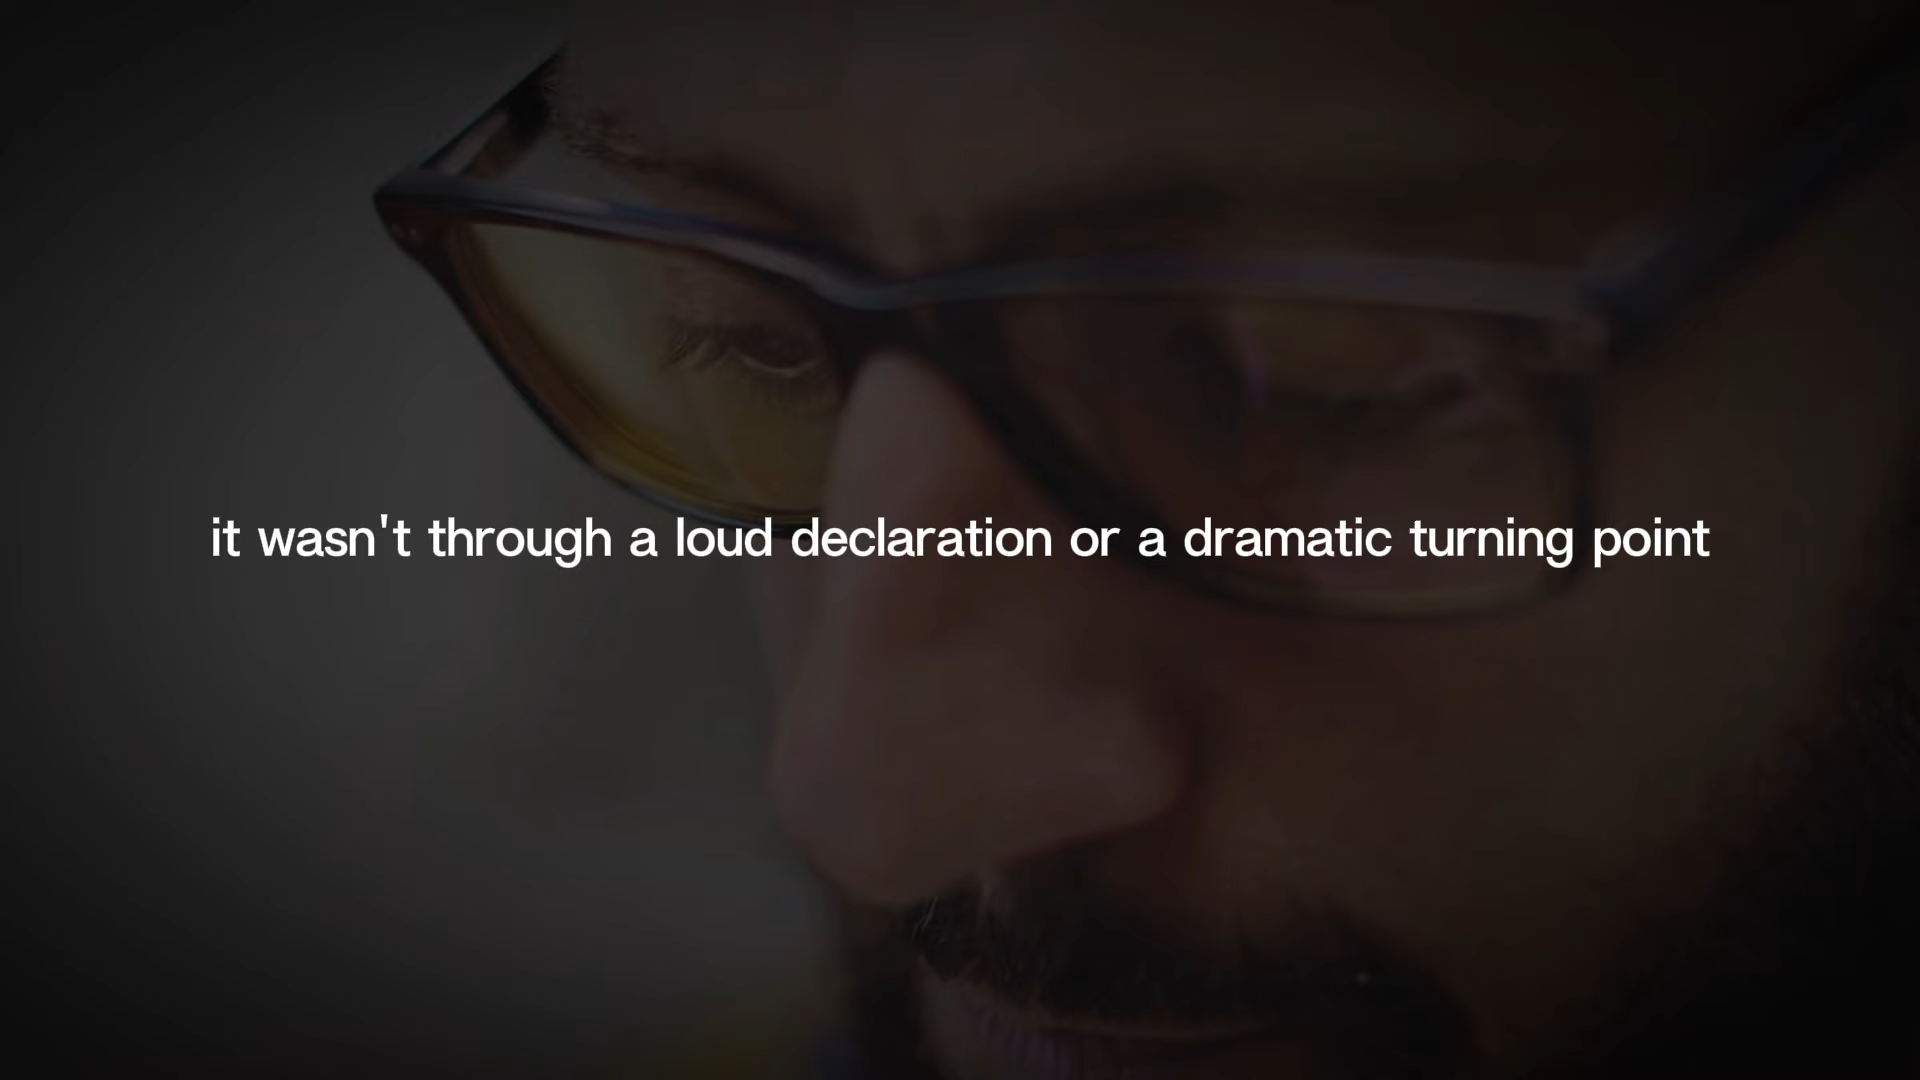 it wasn't through a loud declaration or a dramatic turning point